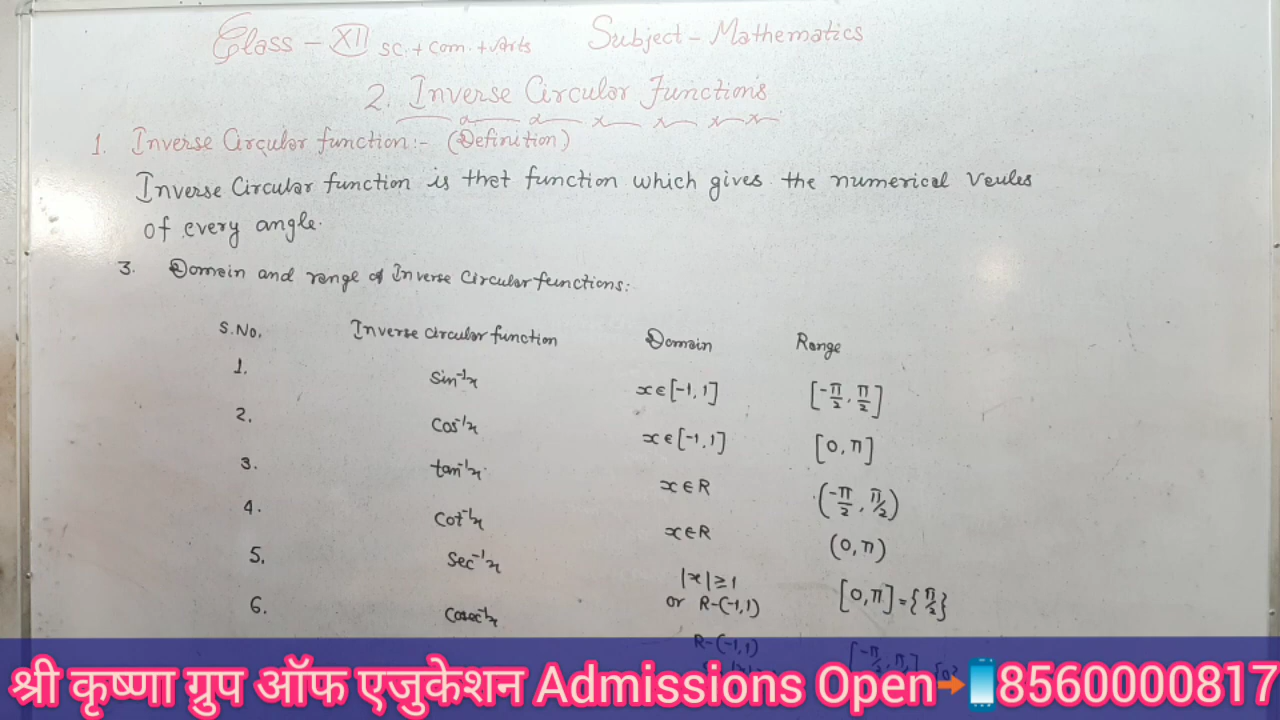 Class - XII sc. + com. + Arts Subject - Mathematics
2. Inverse Circular Functions
1. Inverse Circular function:- (Definition)
Inverse Circular function is that function which gives the numerical Veules
of every angle.
3. Domain and range of Inverse Circular functions:
S.No. Inverse circular function Domain Range
1. Sin⁻¹x x∈[-1,1] [-π/2, π/2]
2. Cos⁻¹x x∈[-1,1] [0,π]
3. tan⁻¹x x∈R (-π/2, π/2)
4. Cot⁻¹x x∈R (0,π)
5. Sec⁻¹x |x|≥1 or R-(-1,1) [0,π]-{π/2}
6. Cosec⁻¹x R-(-1,1)
श्री कृष्णा ग्रुप ऑफ एजुकेशन Admissions Open➝📱8560000817